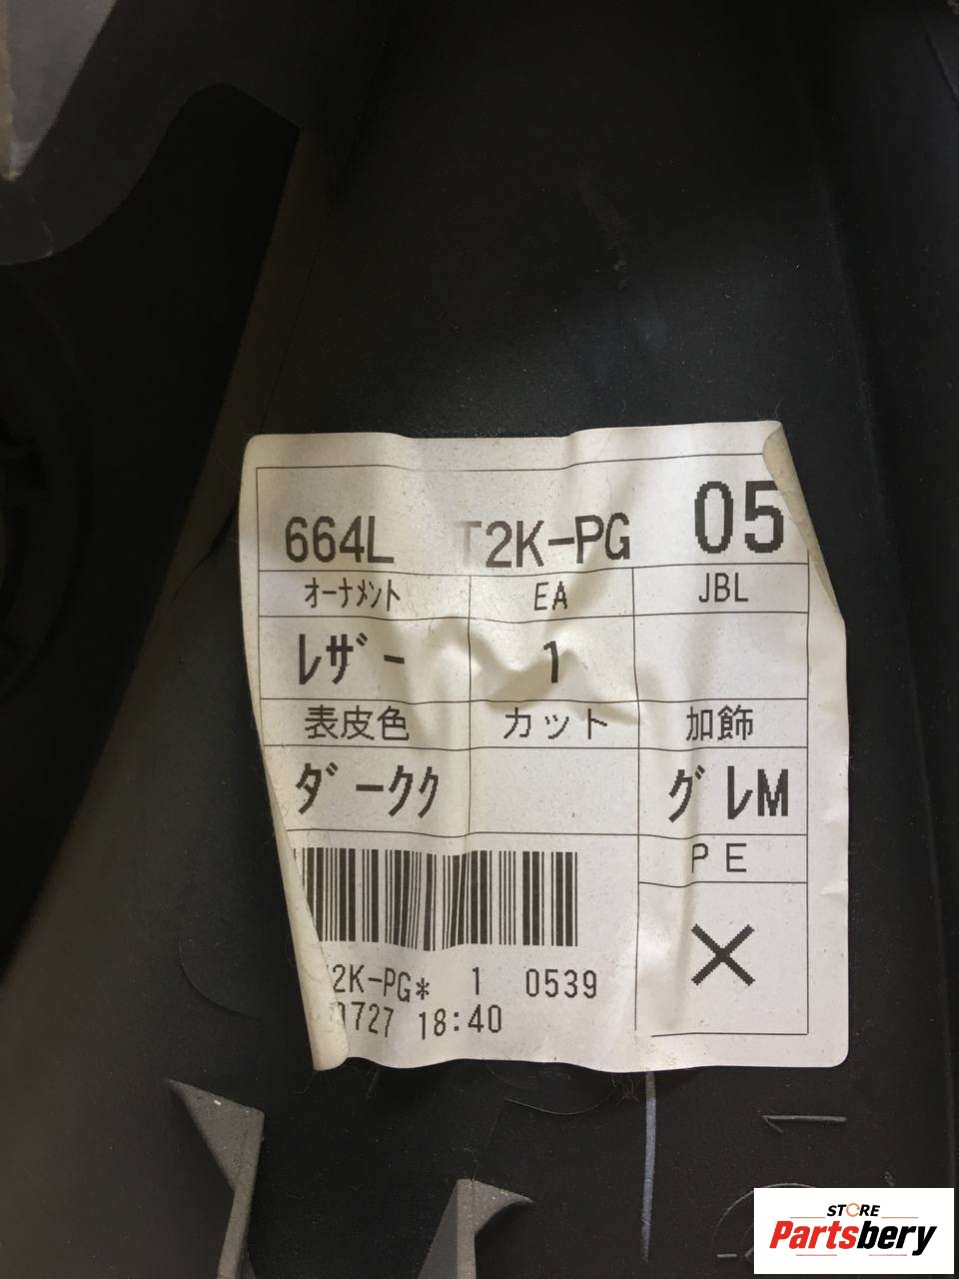 664L T2K-PG 05
オーナメント EA JBL
レザー 1
表皮色 カット 加飾
ダークク グレM
PE
×
2K-PG* 1 0539
0727 18:40
STORE
Partsbery